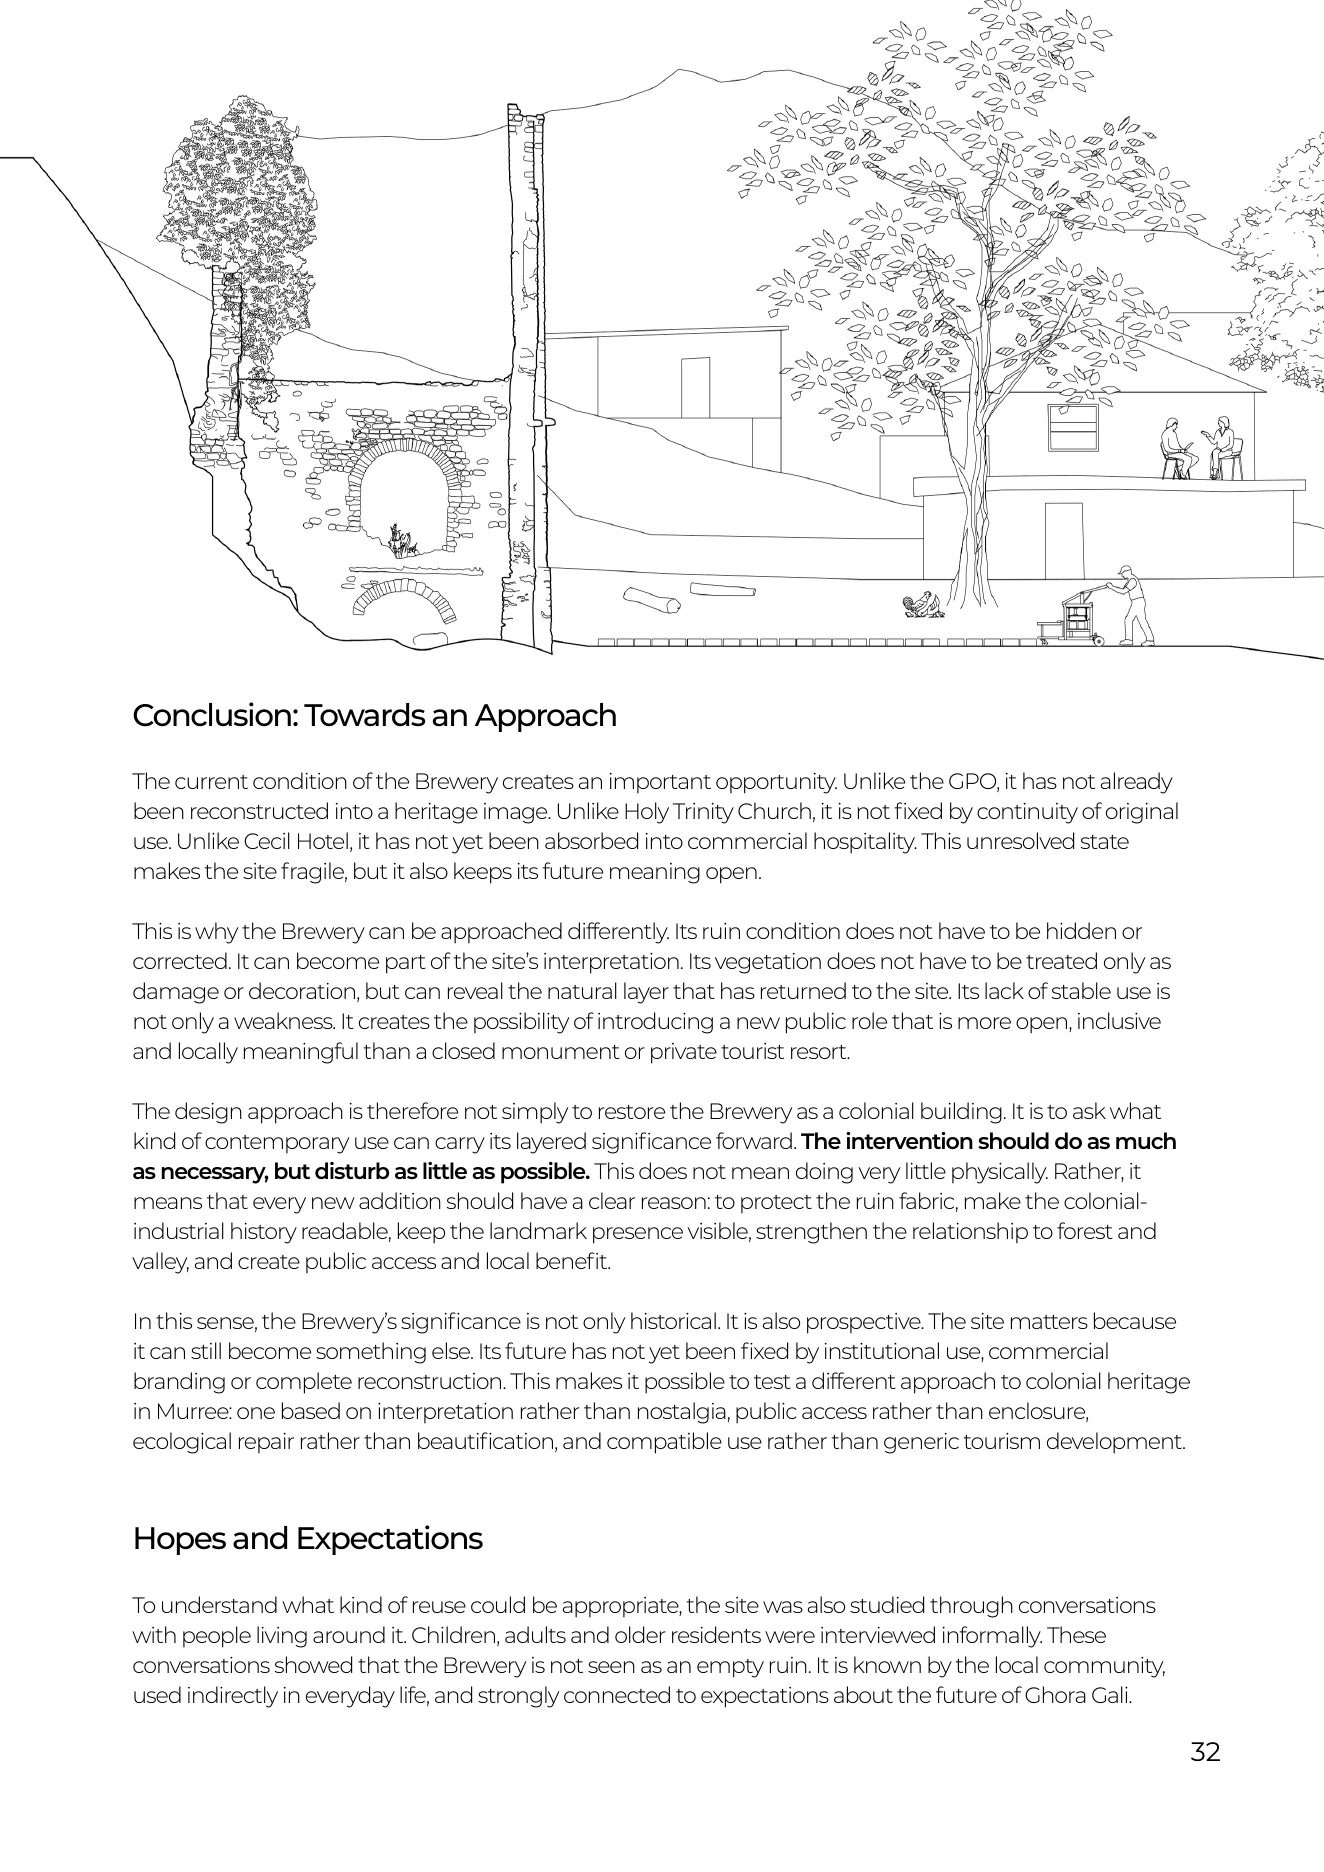 Conclusion: Towards an Approach
The current condition of the Brewery creates an important opportunity. Unlike the GPO, it has not already
been reconstructed into a heritage image. Unlike Holy Trinity Church, it is not fixed by continuity of original
use. Unlike Cecil Hotel, it has not yet been absorbed into commercial hospitality. This unresolved state
makes the site fragile, but it also keeps its future meaning open.
This is why the Brewery can be approached differently. Its ruin condition does not have to be hidden or
corrected. It can become part of the site’s interpretation. Its vegetation does not have to be treated only as
damage or decoration, but can reveal the natural layer that has returned to the site. Its lack of stable use is
not only a weakness. It creates the possibility of introducing a new public role that is more open, inclusive
and locally meaningful than a closed monument or private tourist resort.
The design approach is therefore not simply to restore the Brewery as a colonial building. It is to ask what
kind of contemporary use can carry its layered significance forward. The intervention should do as much
as necessary, but disturb as little as possible. This does not mean doing very little physically. Rather, it
means that every new addition should have a clear reason: to protect the ruin fabric, make the colonial-
industrial history readable, keep the landmark presence visible, strengthen the relationship to forest and
valley, and create public access and local benefit.
In this sense, the Brewery’s significance is not only historical. It is also prospective. The site matters because
it can still become something else. Its future has not yet been fixed by institutional use, commercial
branding or complete reconstruction. This makes it possible to test a different approach to colonial heritage
in Murree: one based on interpretation rather than nostalgia, public access rather than enclosure,
ecological repair rather than beautification, and compatible use rather than generic tourism development.
Hopes and Expectations
To understand what kind of reuse could be appropriate, the site was also studied through conversations
with people living around it. Children, adults and older residents were interviewed informally. These
conversations showed that the Brewery is not seen as an empty ruin. It is known by the local community,
used indirectly in everyday life, and strongly connected to expectations about the future of Ghora Gali.
32